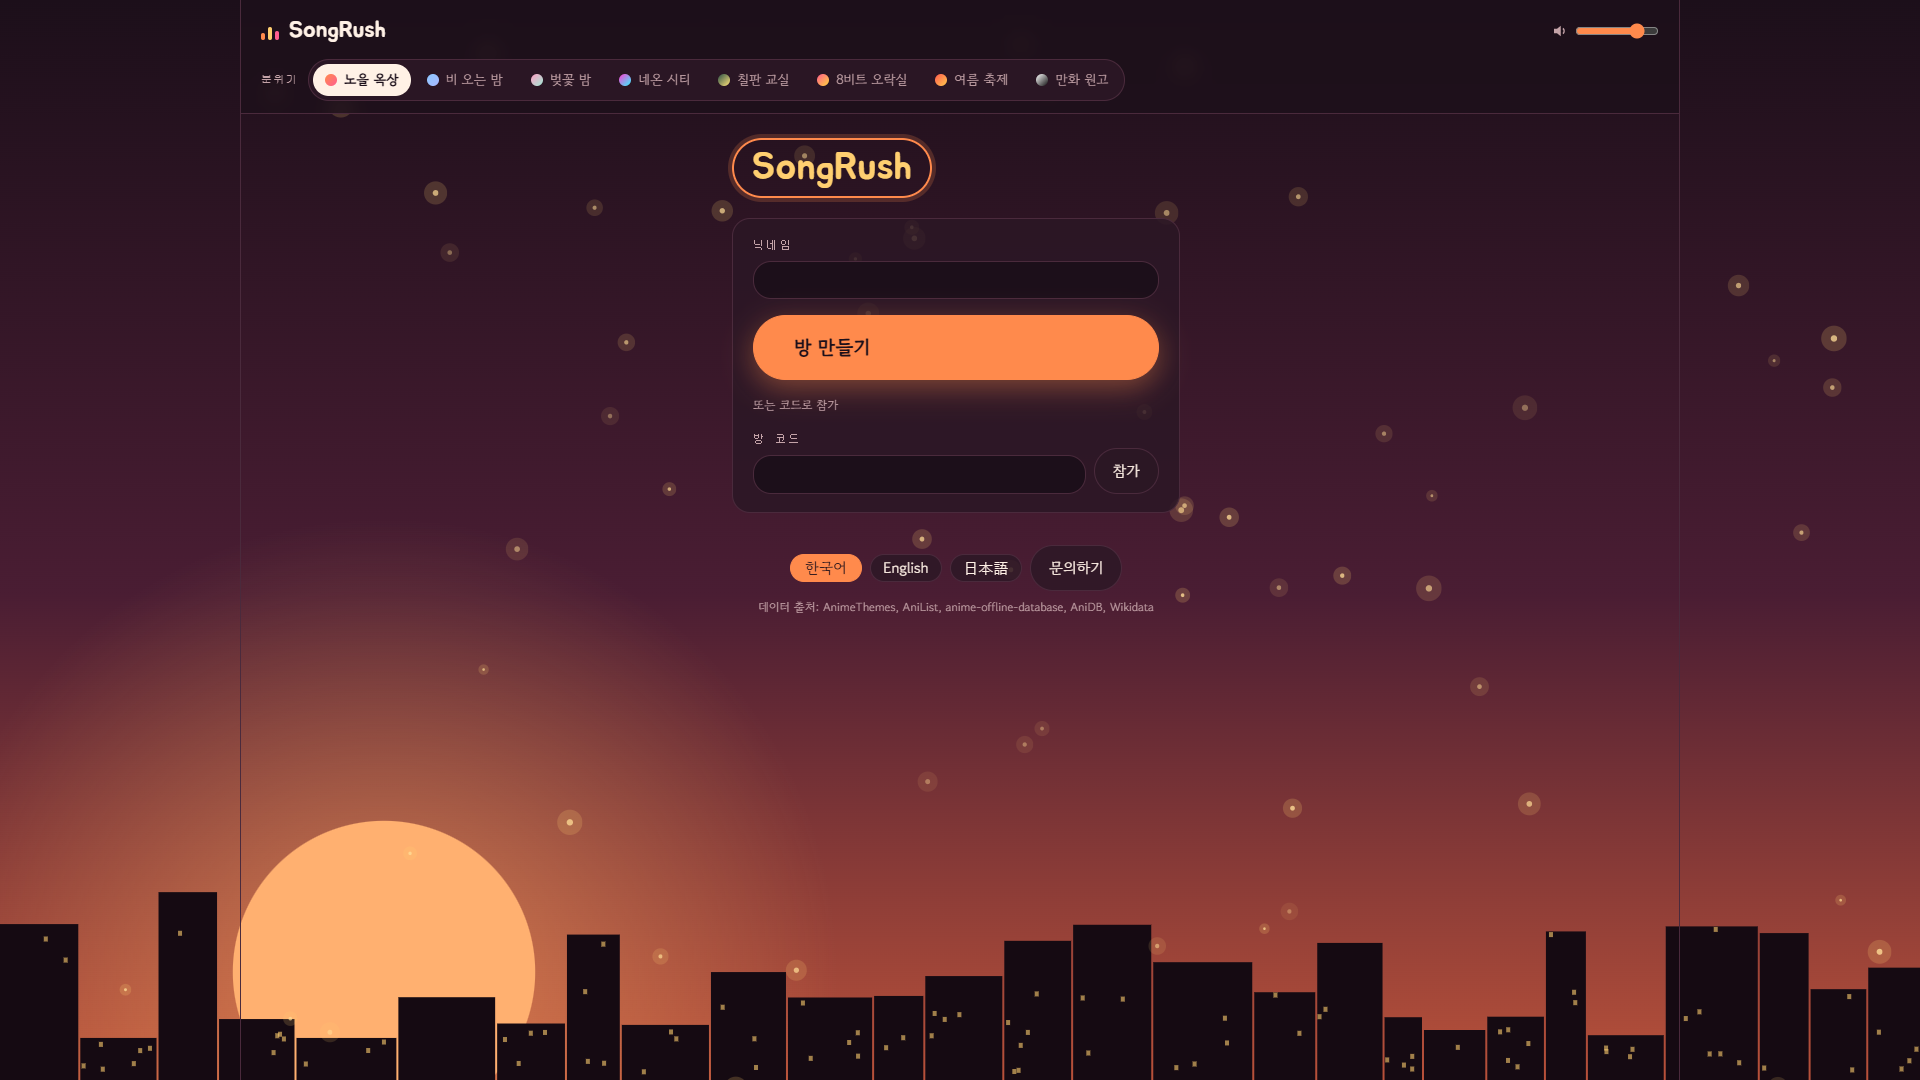 SongRush
분위기 노을 옥상 비 오는 밤 벚꽃 밤 네온 시티 칠판 교실 8비트 오락실 여름 축제 만화 원고
SongRush
닉네임
방 만들기
또는 코드로 참가
방 코드
참가
한국어 English 日本語 문의하기
데이터 출처: AnimeThemes, AniList, anime-offline-database, AniDB, Wikidata